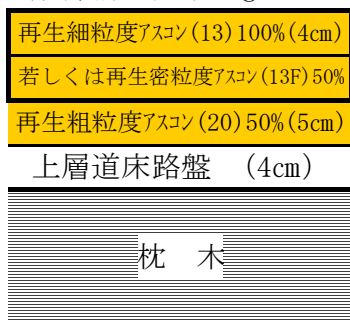 再生細粒度アスコン(13)100%(4cm)
若しくは再生密粒度アスコン(13F)50%
再生粗粒度アスコン(20)50%(5cm)
上層道床路盤 (4cm)
枕 木